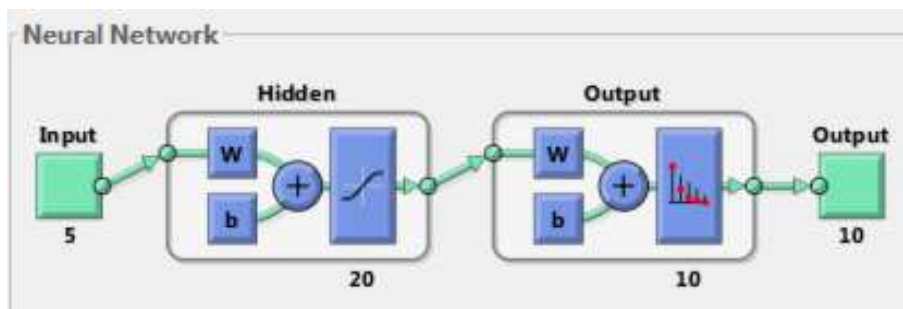 Neural Network
Hidden
Output
Input
Output
W
W
+
+
b
b
5
10
20
10